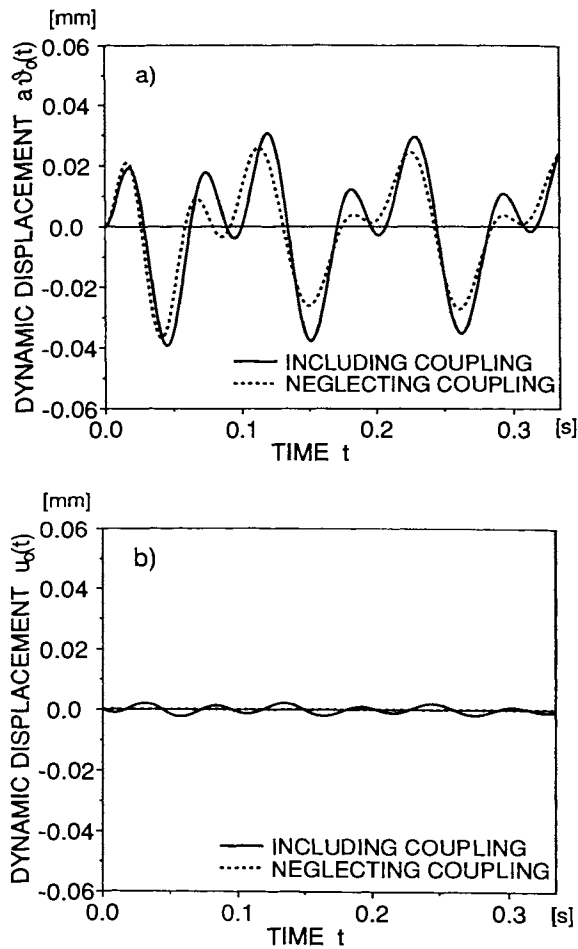 [mm]
DYNAMIC DISPLACEMENT aϑ₀(t)
0.06
0.04
0.02
0.0
-0.02
-0.04
-0.06
a)
INCLUDING COUPLING
NEGLECTING COUPLING
0.0
0.1
0.2
0.3
[s]
TIME t
[mm]
DYNAMIC DISPLACEMENT u₀(t)
0.06
0.04
0.02
0.0
-0.02
-0.04
-0.06
b)
INCLUDING COUPLING
NEGLECTING COUPLING
0.0
0.1
0.2
0.3
[s]
TIME t